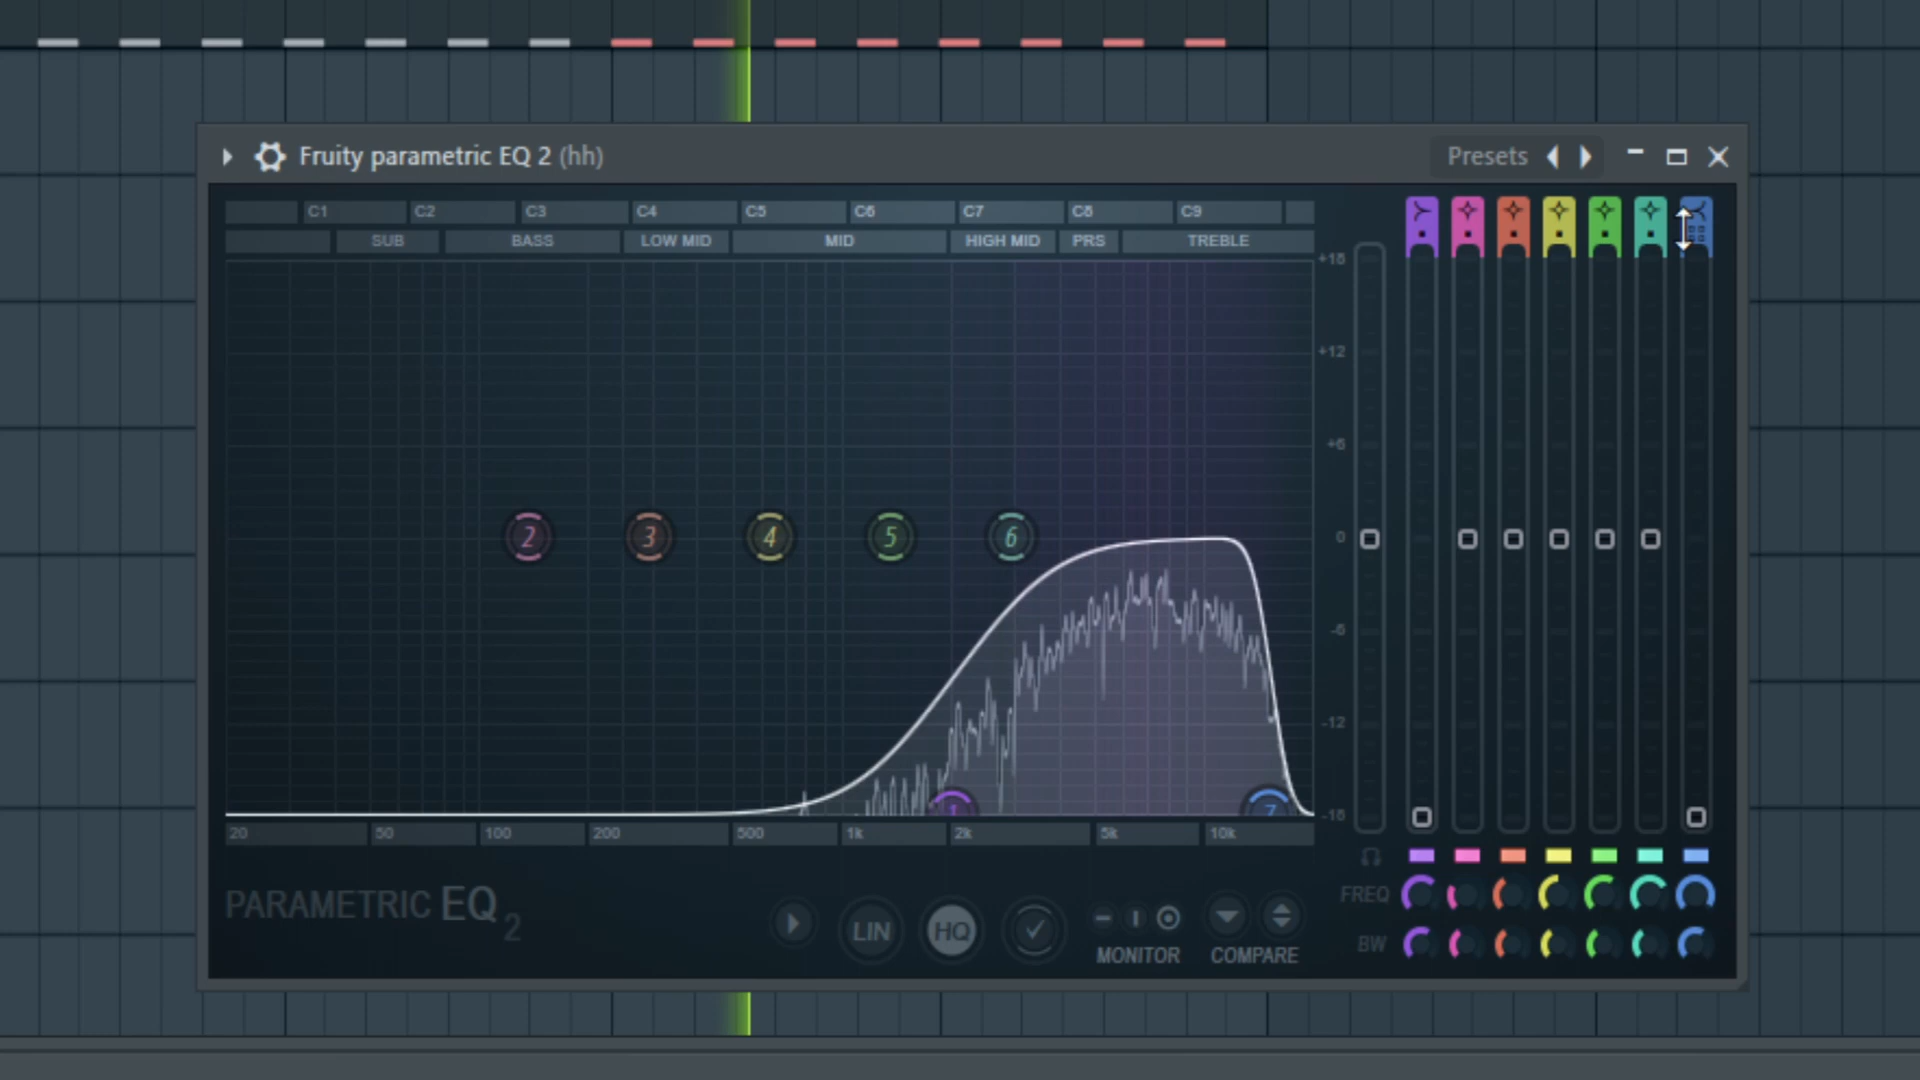 Fruity parametric EQ 2 (hh)
Presets
C1 C2 C3 C4 C5 C6 C7 C8 C9
SUB BASS LOW MID MID HIGH MID PRS TREBLE
+18
+12
+6
2 3 4 5 6
0
-6
-12
1 7
-18
20 50 100 200 500 1k 2k 5k 10k
FREQ
PARAMETRIC EQ 2
LIN HQ
BW
MONITOR COMPARE